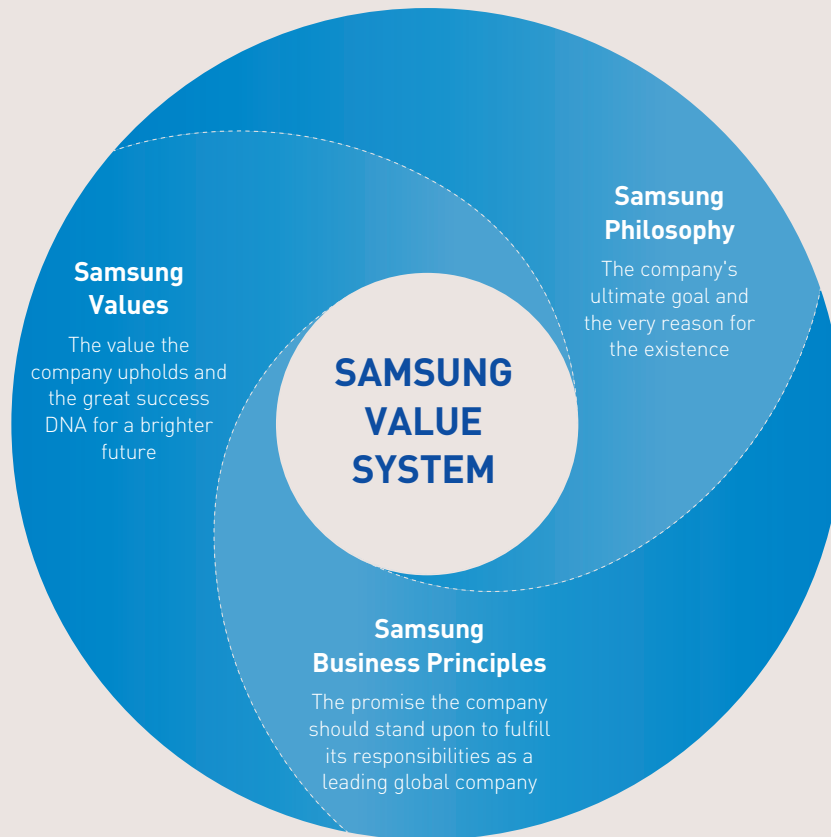 Samsung
Philosophy
The company's
ultimate goal and
the very reason for
the existence
Samsung
Values
The value the
company upholds and
the great success
DNA for a brighter
future
SAMSUNG
VALUE
SYSTEM
Samsung
Business Principles
The promise the company
should stand upon to fulfill
its responsibilities as a
leading global company